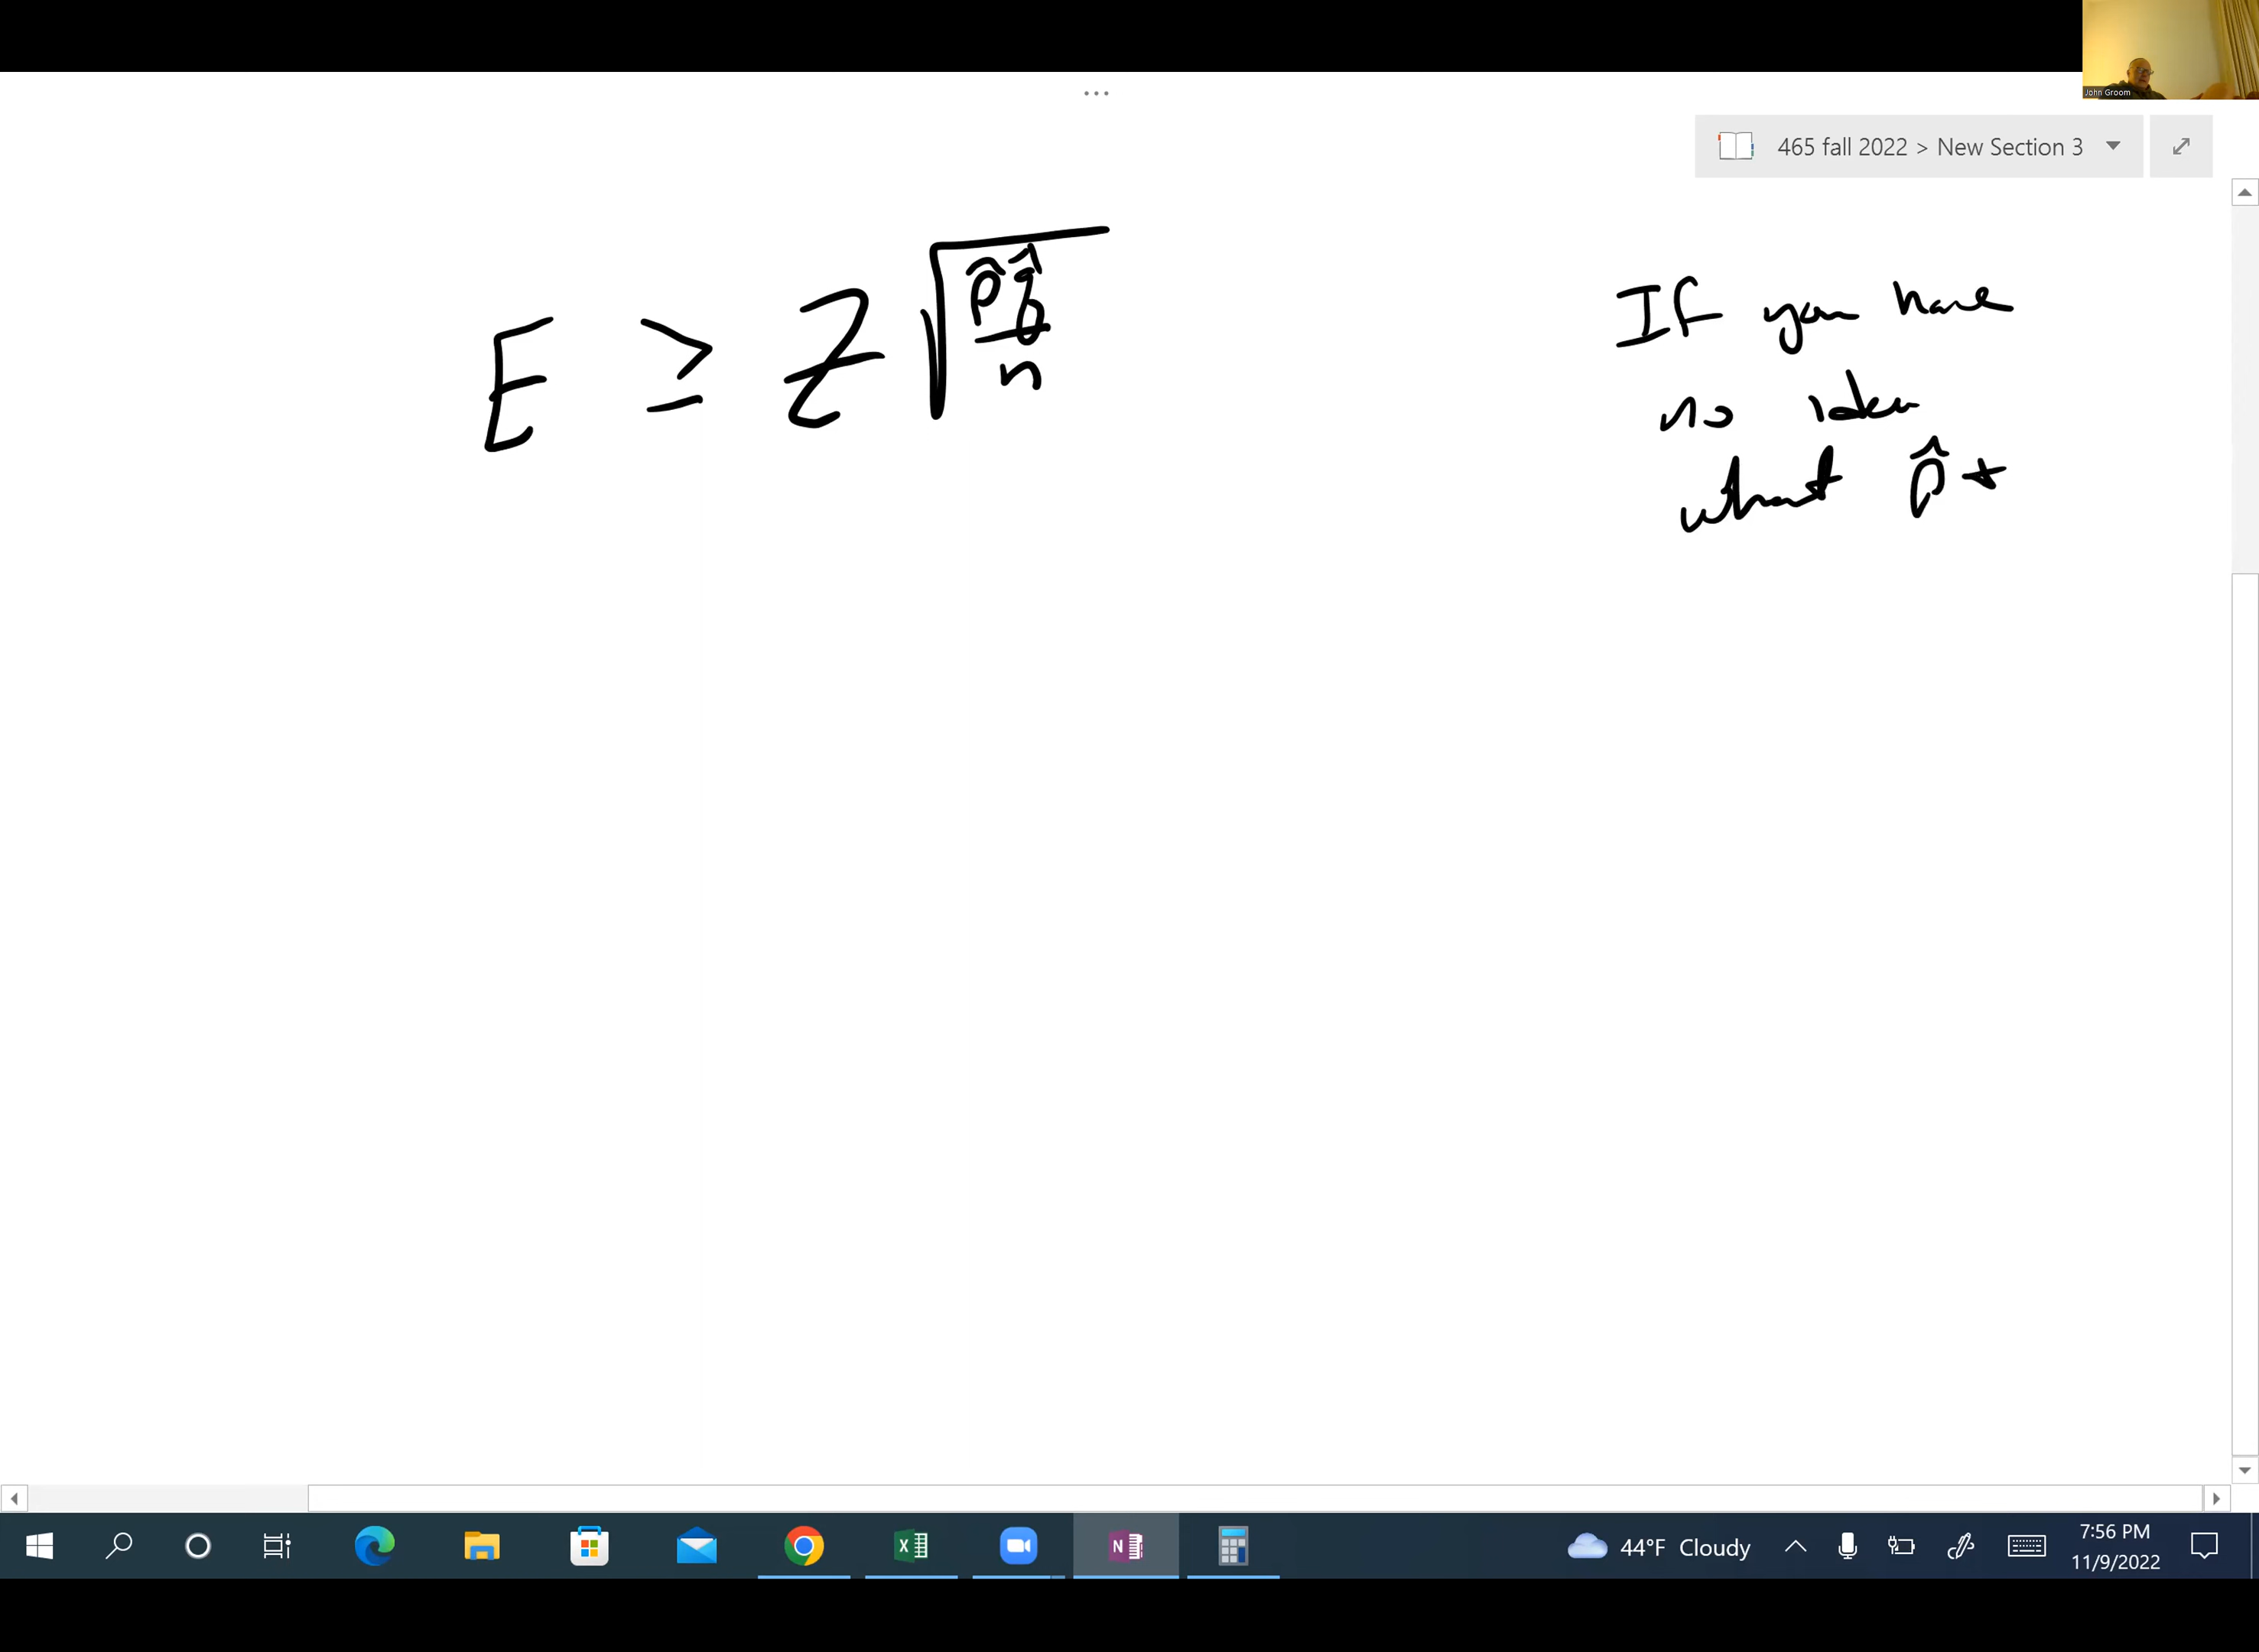 John Groom
465 fall 2022 > New Section 3
E ≥ Z √(p̂q̂/n)
If you have
no idea
what p̂ +
44°F Cloudy
7:56 PM
11/9/2022